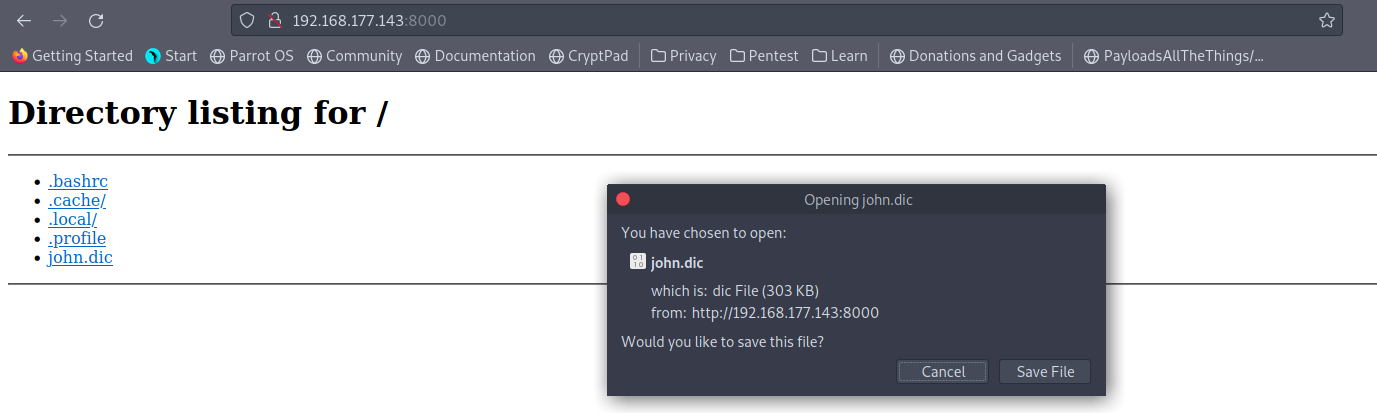 192.168.177.143:8000
Getting Started Start Parrot OS Community Documentation CryptPad Privacy Pentest Learn Donations and Gadgets PayloadsAllTheThings/...
Directory listing for /
.bashrc
.cache/
.local/
.profile
john.dic
Opening john.dic
You have chosen to open:
john.dic
which is: dic File (303 KB)
from: http://192.168.177.143:8000
Would you like to save this file?
Cancel Save File